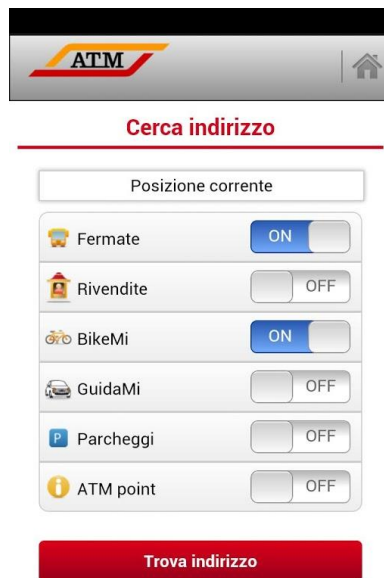 ATM
Cerca indirizzo
Posizione corrente
Fermate ON
Rivendite OFF
BikeMi ON
GuidaMi OFF
P Parcheggi OFF
i ATM point OFF
Trova indirizzo